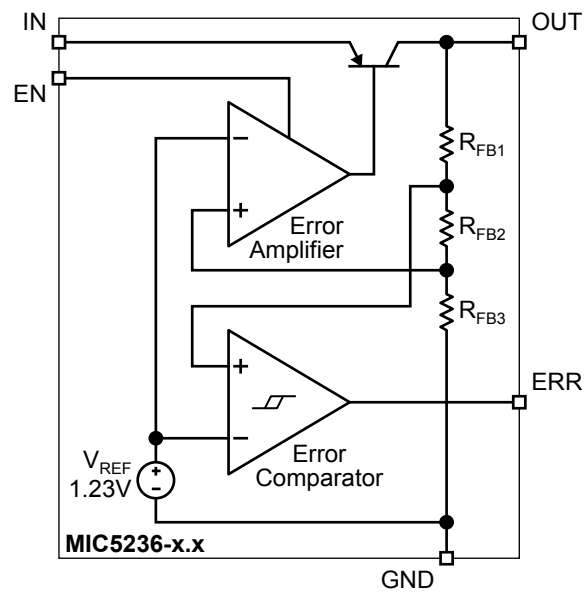 IN
OUT
EN
R_FB1
−
+
Error
Amplifier
R_FB2
R_FB3
+
ERR
−
Error
Comparator
V_REF
1.23V
+
−
MIC5236-x.x
GND